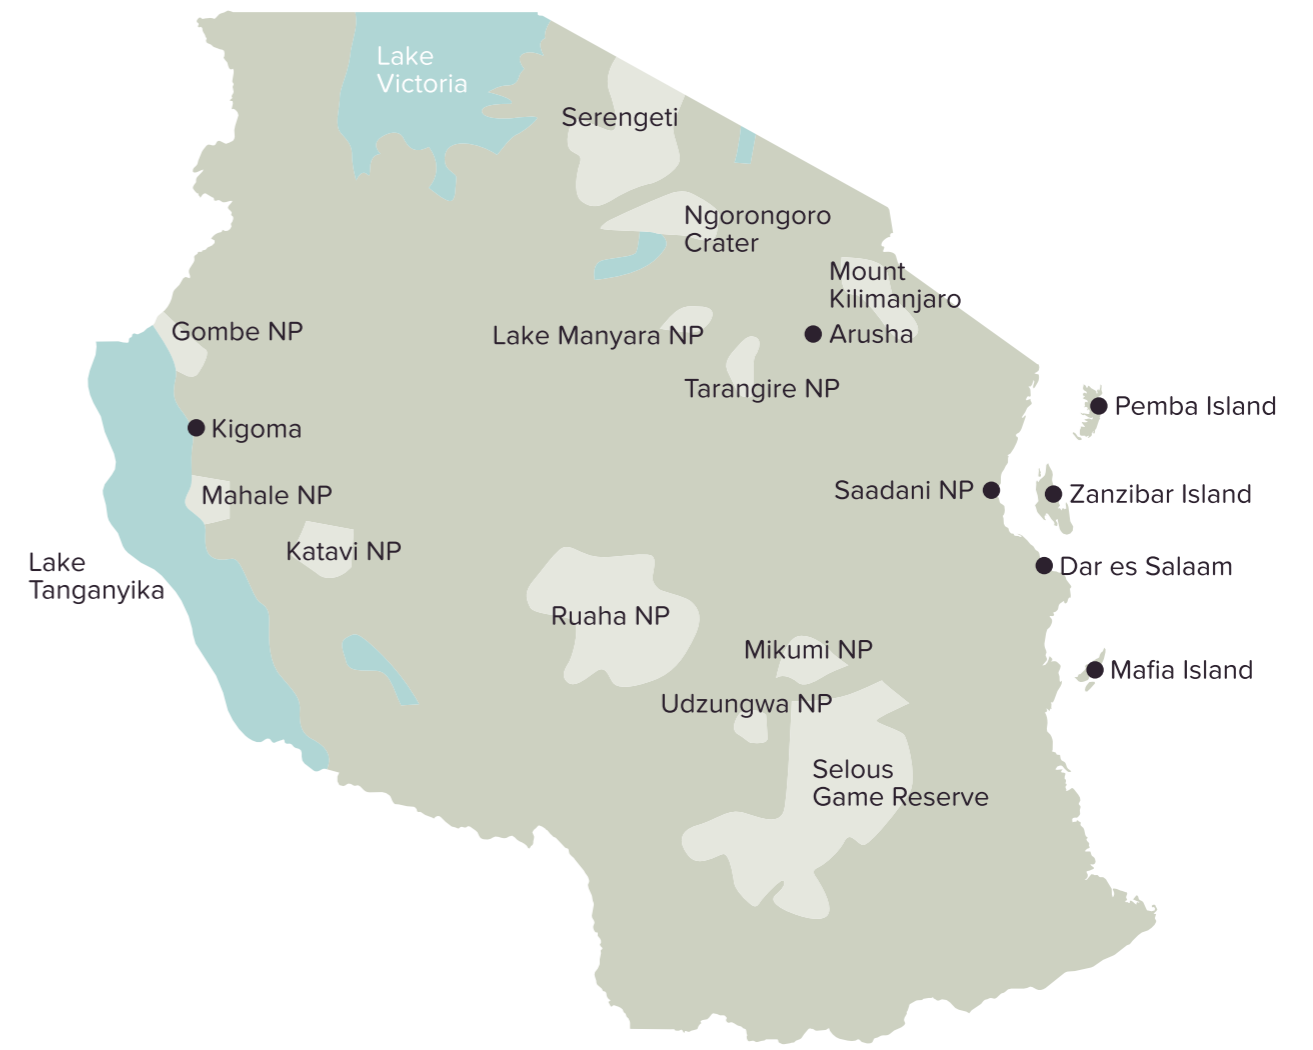 Lake
Victoria
Serengeti
Ngorongoro
Crater
Mount
Kilimanjaro
Gombe NP
Lake Manyara NP
Arusha
Tarangire NP
Pemba Island
Kigoma
Saadani NP
Zanzibar Island
Mahale NP
Katavi NP
Lake
Tanganyika
Dar es Salaam
Ruaha NP
Mikumi NP
Mafia Island
Udzungwa NP
Selous
Game Reserve